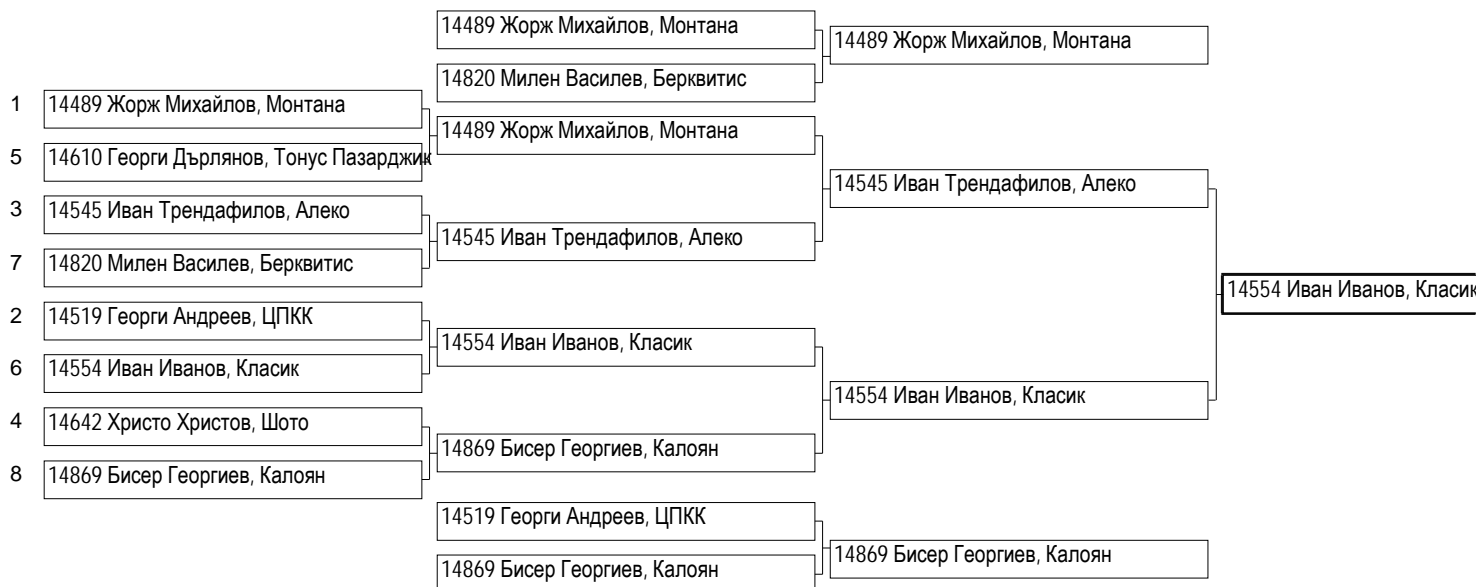 14489 Жорж Михайлов, Монтана
14489 Жорж Михайлов, Монтана
14820 Милен Василев, Берквитис
1 14489 Жорж Михайлов, Монтана
14489 Жорж Михайлов, Монтана
5 14610 Георги Дърлянов, Тонус Пазарджик
14545 Иван Трендафилов, Алеко
3 14545 Иван Трендафилов, Алеко
14545 Иван Трендафилов, Алеко
7 14820 Милен Василев, Берквитис
14554 Иван Иванов, Класик
2 14519 Георги Андреев, ЦПКК
14554 Иван Иванов, Класик
6 14554 Иван Иванов, Класик
14554 Иван Иванов, Класик
4 14642 Христо Христов, Шото
14869 Бисер Георгиев, Калоян
8 14869 Бисер Георгиев, Калоян
14519 Георги Андреев, ЦПКК
14869 Бисер Георгиев, Калоян
14869 Бисер Георгиев, Калоян